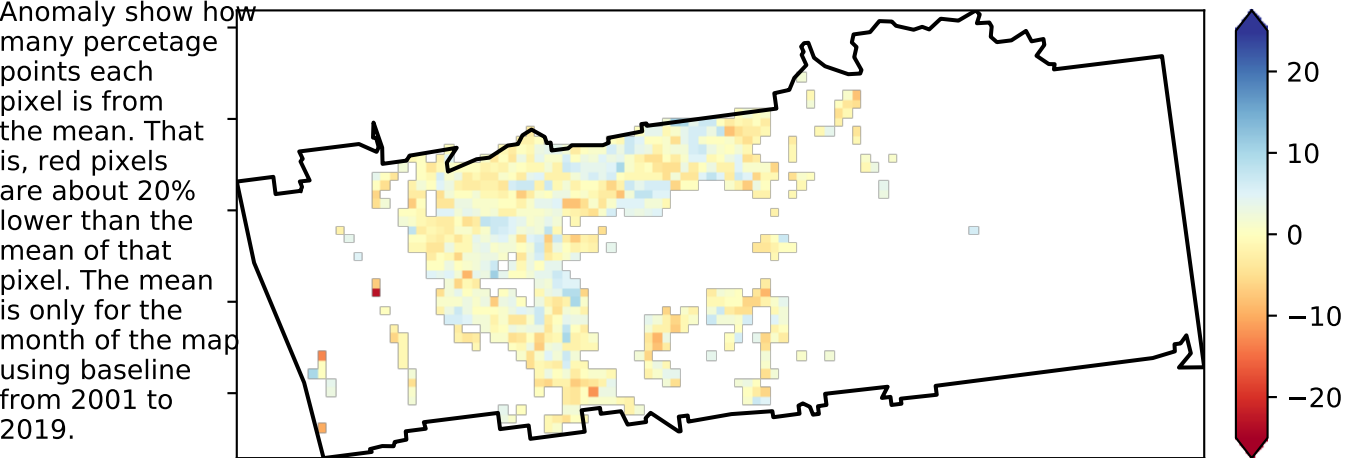 Anomaly show how
many percetage
points each
pixel is from
the mean. That
is, red pixels
are about 20%
lower than the
mean of that
pixel. The mean
is only for the
month of the map
using baseline
from 2001 to
2019.
20
10
0
−10
−20